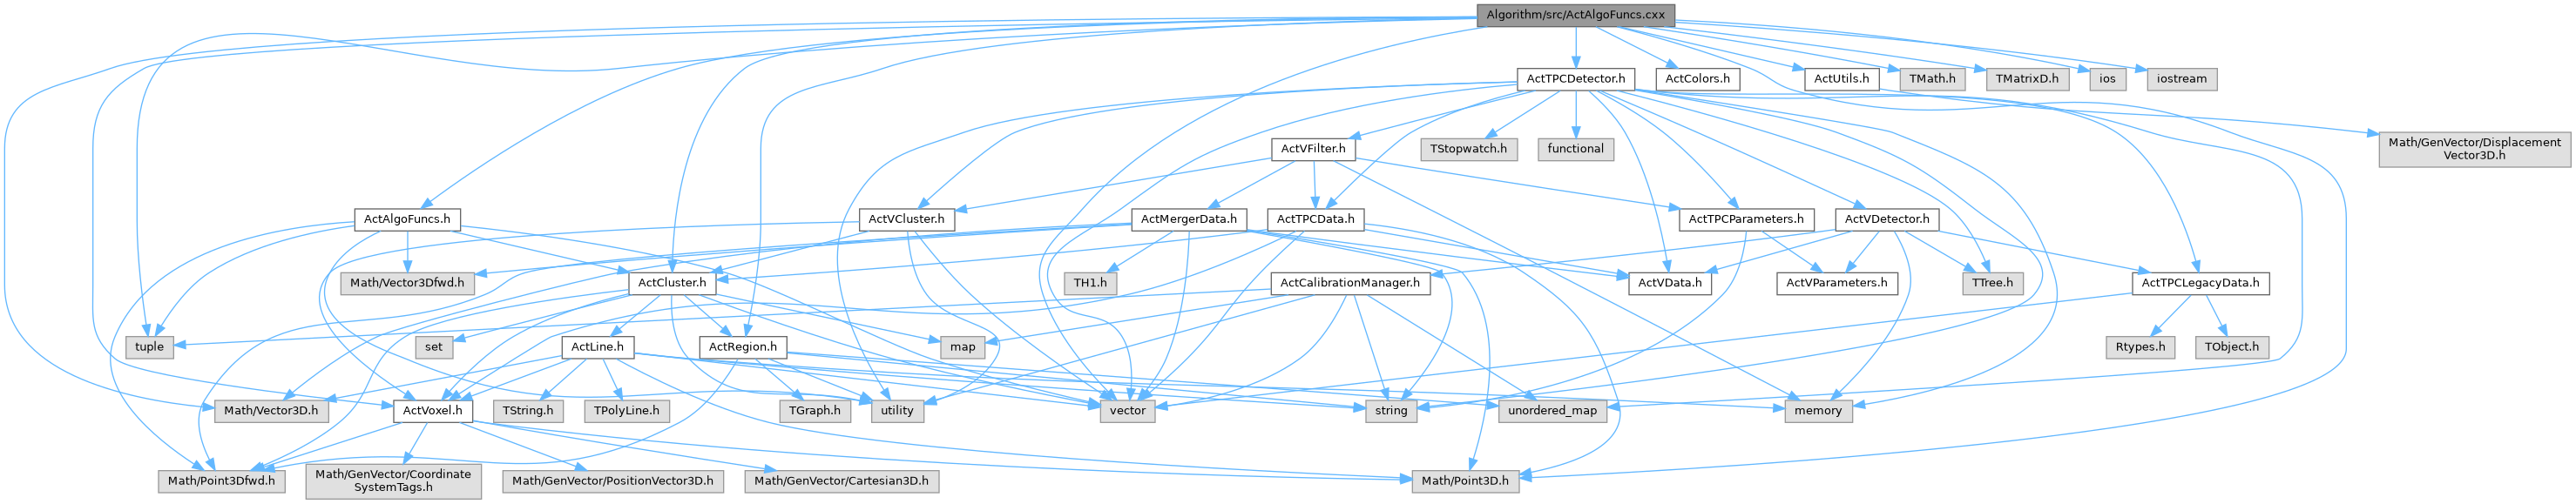 Algorithm/src/ActAlgoFuncs.cxx
ActTPCDetector.h
ActColors.h
ActUtils.h
TMath.h
TMatrixD.h
ios
iostream
ActVFilter.h
TStopwatch.h
functional
Math/GenVector/Displacement
Vector3D.h
ActAlgoFuncs.h
ActVCluster.h
ActMergerData.h
ActTPCData.h
ActTPCParameters.h
ActVDetector.h
Math/Vector3Dfwd.h
ActCluster.h
TH1.h
ActCalibrationManager.h
ActVData.h
ActVParameters.h
TTree.h
ActTPCLegacyData.h
tuple
set
ActLine.h
ActRegion.h
map
Rtypes.h
TObject.h
Math/Vector3D.h
ActVoxel.h
TString.h
TPolyLine.h
TGraph.h
utility
vector
string
unordered_map
memory
Math/Point3Dfwd.h
Math/GenVector/Coordinate
SystemTags.h
Math/GenVector/PositionVector3D.h
Math/GenVector/Cartesian3D.h
Math/Point3D.h